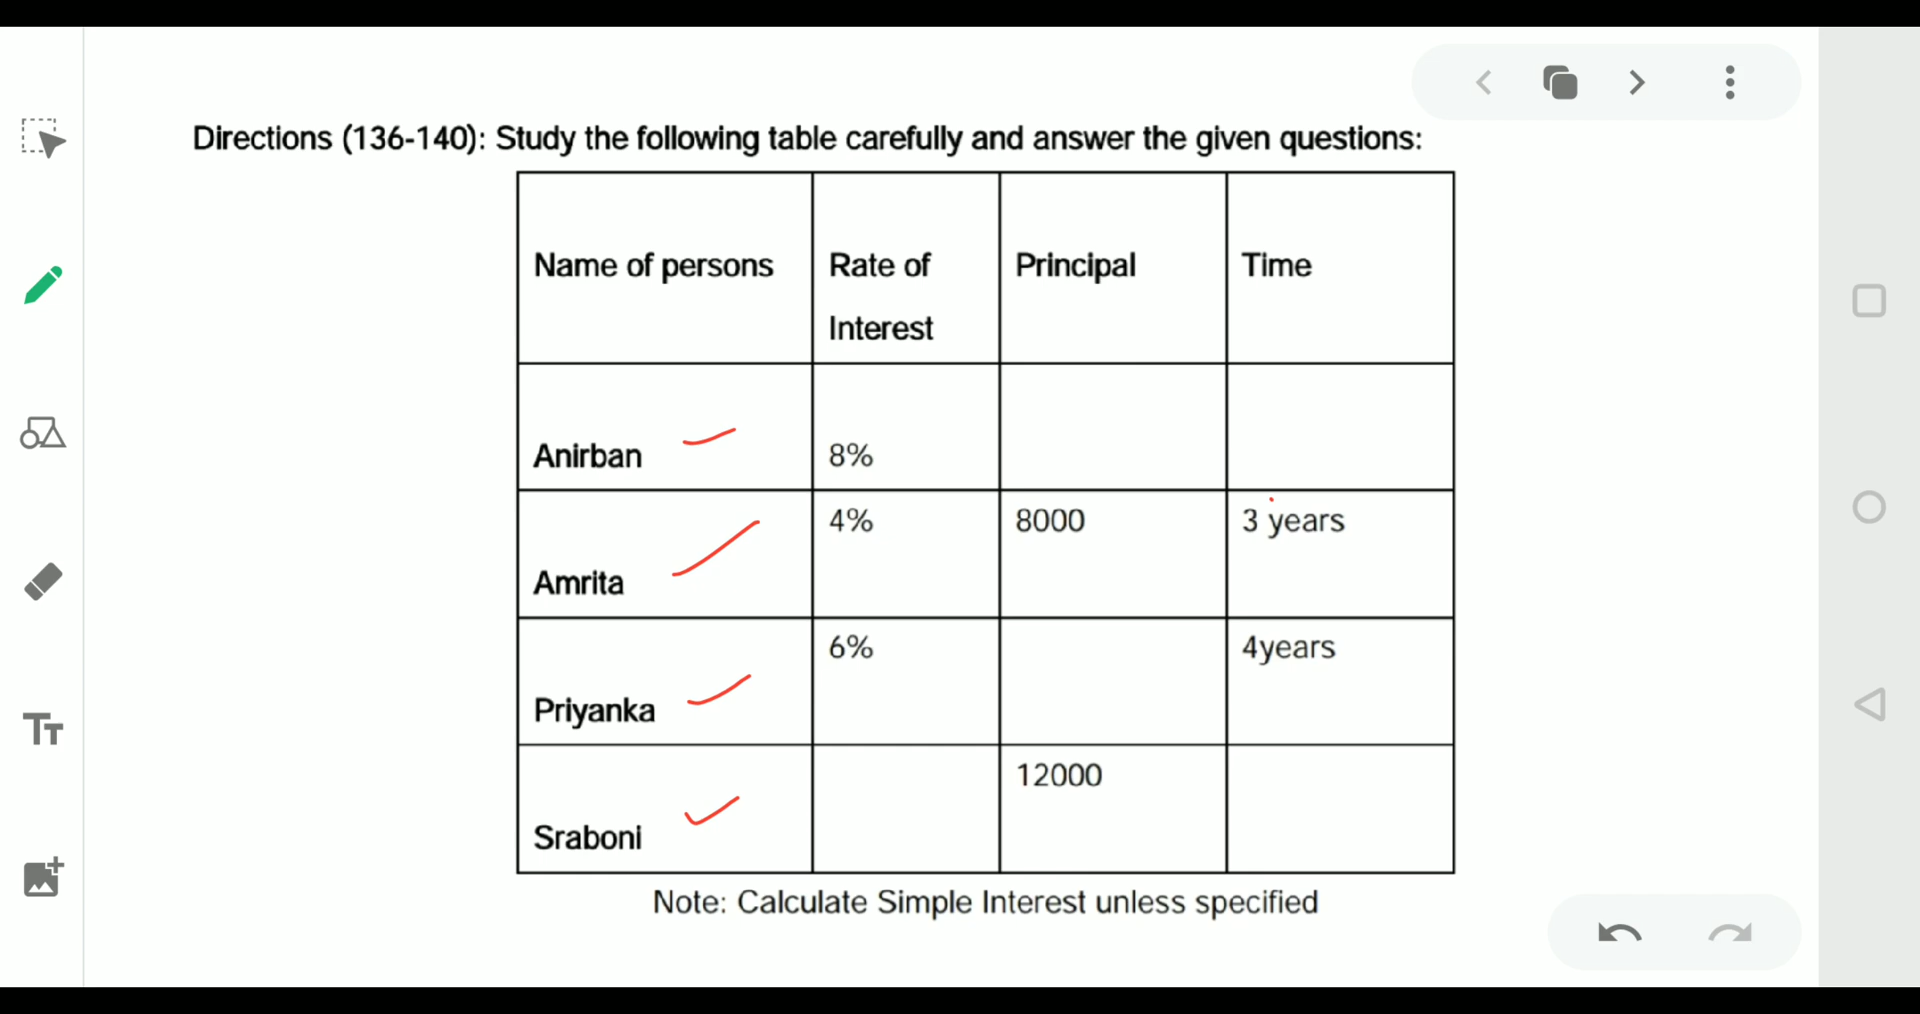 Directions (136-140): Study the following table carefully and answer the given questions:
Name of persons Rate of Interest Principal Time
Anirban 8%
Amrita 4% 8000 3 years
Priyanka 6% 4years
Sraboni 12000
Note: Calculate Simple Interest unless specified
TT